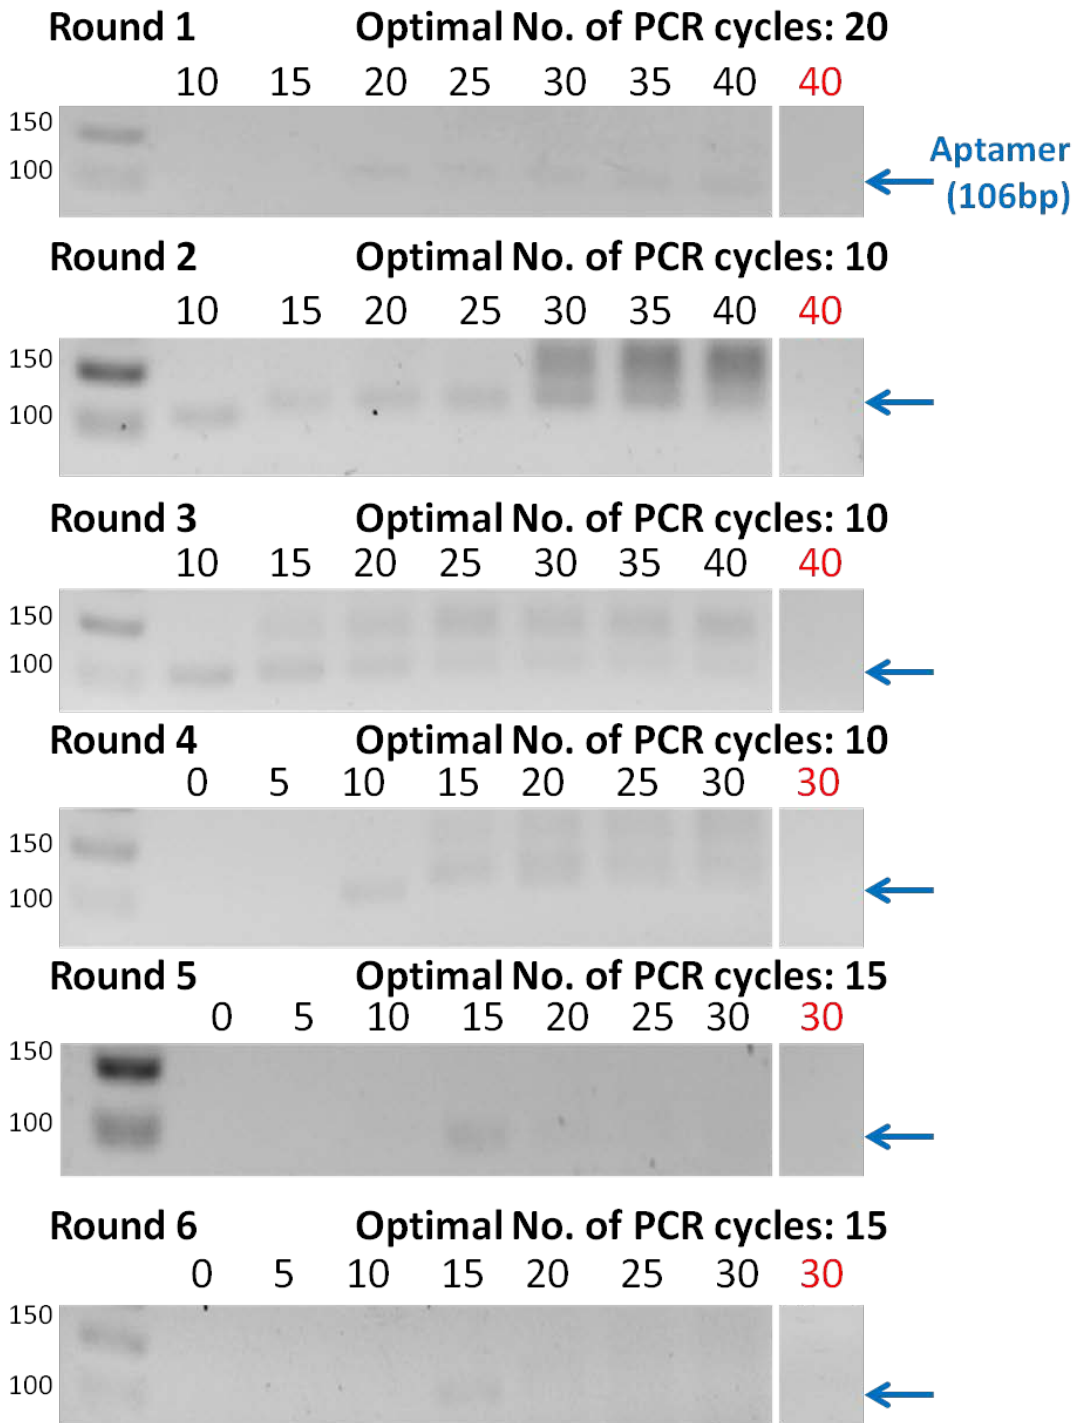 Round 1 Optimal No. of PCR cycles: 20
10 15 20 25 30 35 40 40
150
100
Aptamer
(106bp)
Round 2 Optimal No. of PCR cycles: 10
10 15 20 25 30 35 40 40
150
100
Round 3 Optimal No. of PCR cycles: 10
10 15 20 25 30 35 40 40
150
100
Round 4 Optimal No. of PCR cycles: 10
0 5 10 15 20 25 30 30
150
100
Round 5 Optimal No. of PCR cycles: 15
0 5 10 15 20 25 30 30
150
100
Round 6 Optimal No. of PCR cycles: 15
0 5 10 15 20 25 30 30
150
100